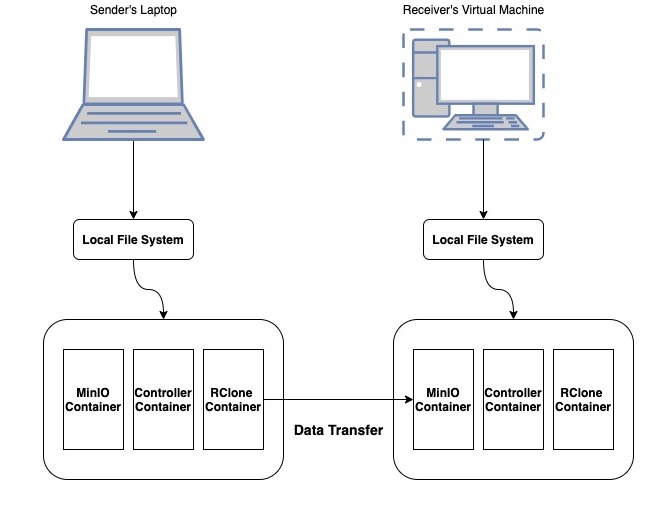 Sender's Laptop
Receiver's Virtual Machine
Local File System
Local File System
MinIO
Container
Controller
Container
RClone
Container
MinIO
Container
Controller
Container
RClone
Container
Data Transfer